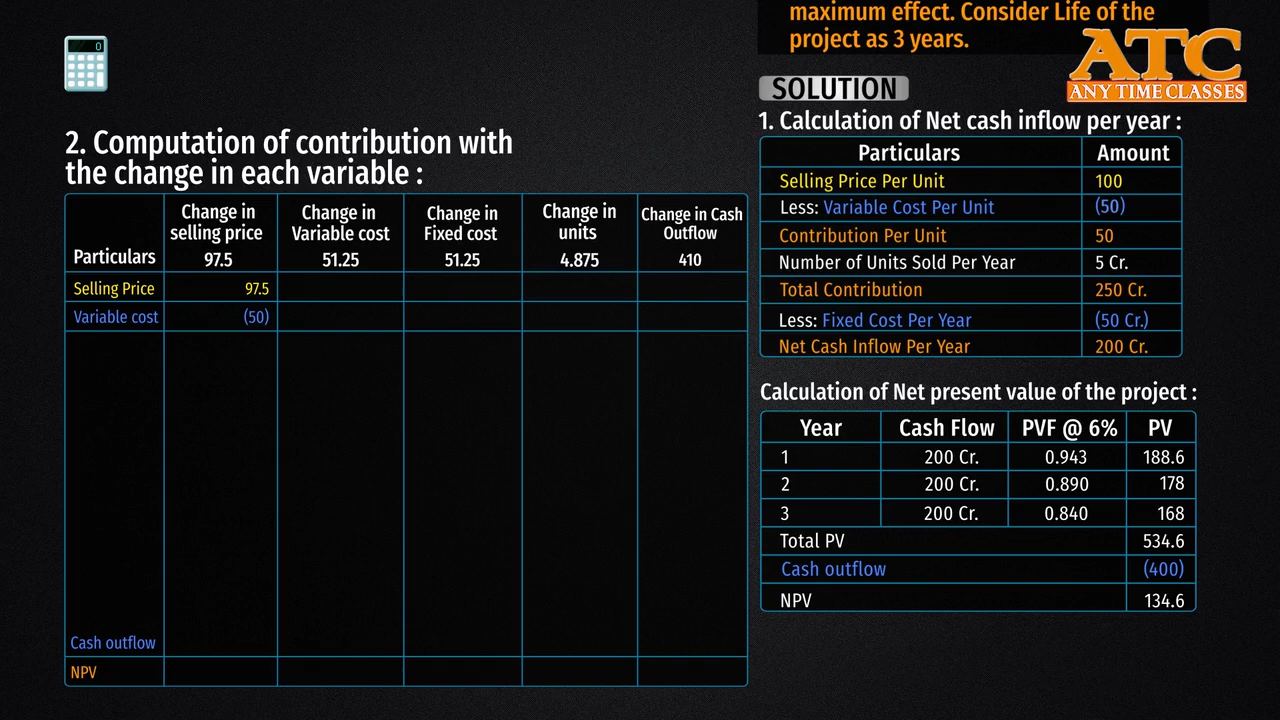 0
2. Computation of contribution with
the change in each variable :
Particulars
Change in
selling price
97.5
Change in
Variable cost
51.25
Change in
Fixed cost
51.25
Change in
units
4.875
Change in Cash
Outflow
410
Selling Price 97.5
Variable cost (50)
Cash outflow
NPV
maximum effect. Consider Life of the
project as 3 years.
ATC
ANY TIME CLASSES
SOLUTION
1. Calculation of Net cash inflow per year :
Particulars Amount
Selling Price Per Unit 100
Less: Variable Cost Per Unit (50)
Contribution Per Unit 50
Number of Units Sold Per Year 5 Cr.
Total Contribution 250 Cr.
Less: Fixed Cost Per Year (50 Cr.)
Net Cash Inflow Per Year 200 Cr.
Calculation of Net present value of the project :
Year Cash Flow PVF @ 6% PV
1 200 Cr. 0.943 188.6
2 200 Cr. 0.890 178
3 200 Cr. 0.840 168
Total PV 534.6
Cash outflow (400)
NPV 134.6